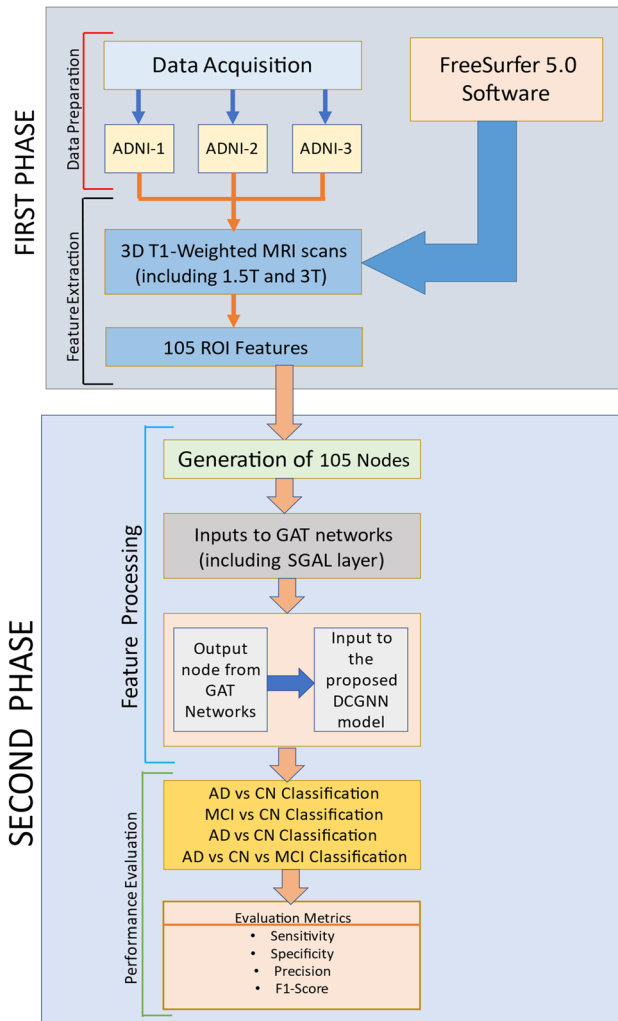 FIRST PHASE
Data Preparation
Data Acquisition
FreeSurfer 5.0
Software
ADNI-1
ADNI-2
ADNI-3
Feature Extraction
3D T1-Weighted MRI scans
(including 1.5T and 3T)
105 ROI Features
SECOND PHASE
Feature Processing
Generation of 105 Nodes
Inputs to GAT networks
(including SGAL layer)
Output
node from
GAT
Networks
Input to
the
proposed
DCGNN
model
Performance Evaluation
AD vs CN Classification
MCI vs CN Classification
AD vs CN Classification
AD vs CN vs MCI Classification
Evaluation Metrics
• Sensitivity
• Specificity
• Precision
• F1-Score